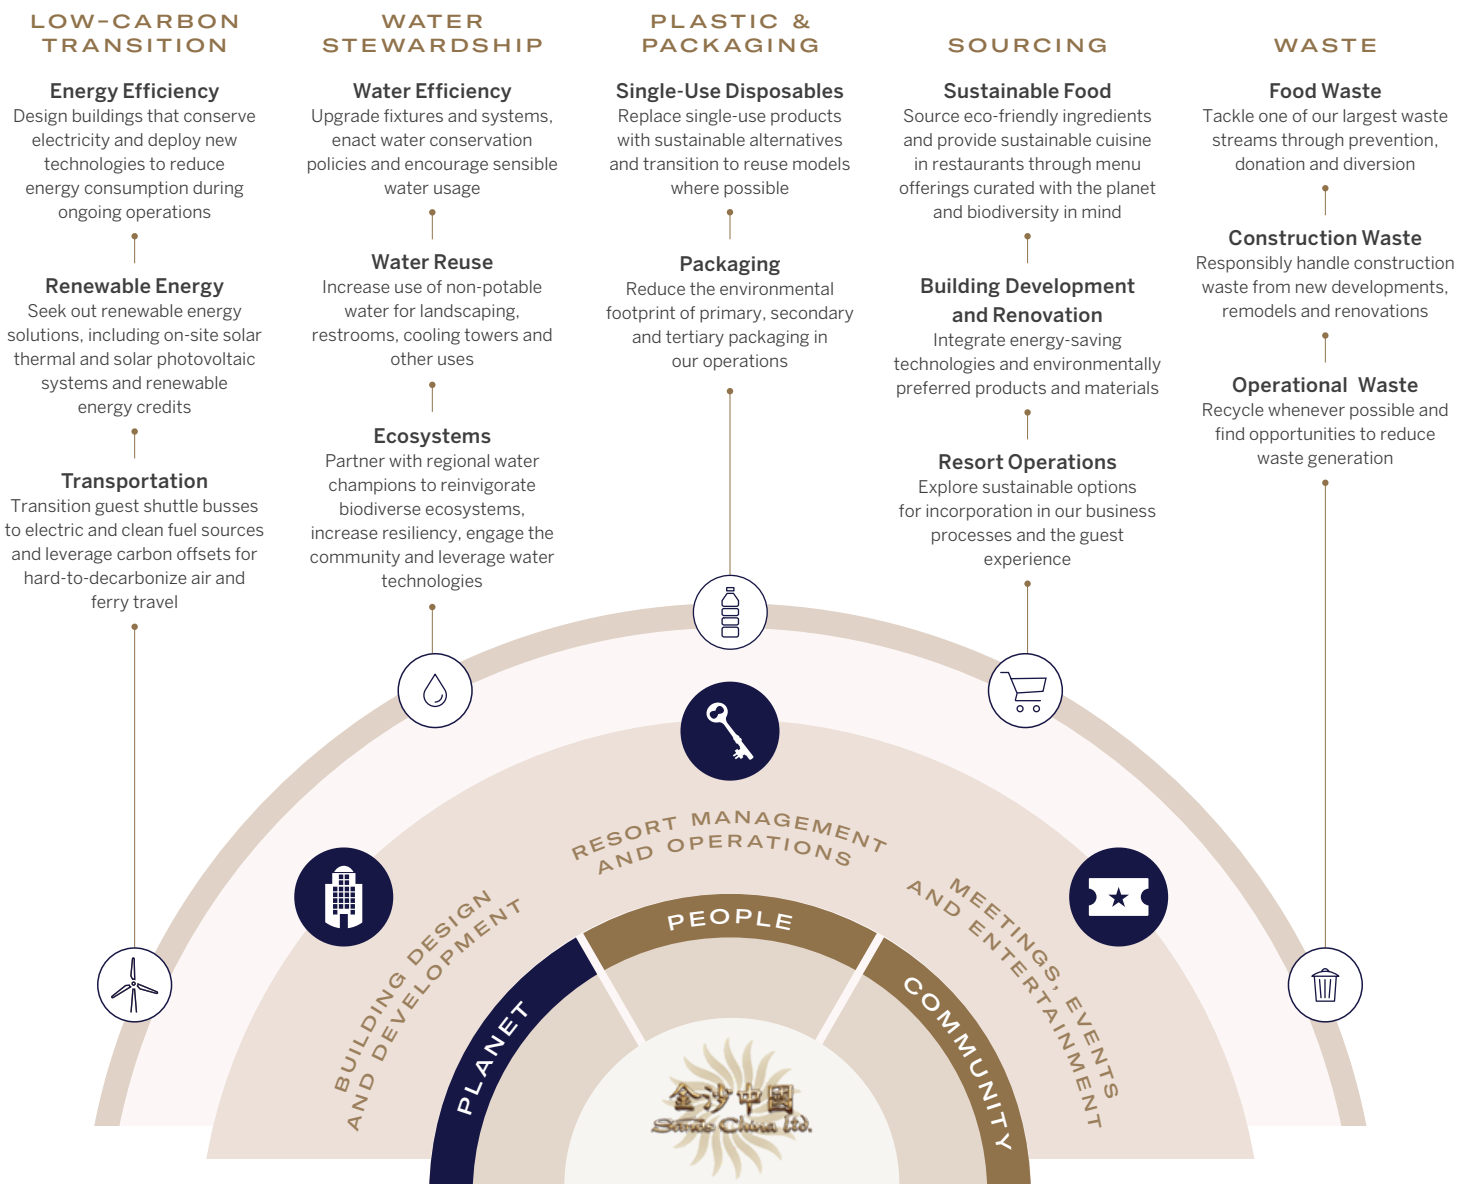 LOW-CARBON
TRANSITION
Energy Efficiency
Design buildings that conserve
electricity and deploy new
technologies to reduce
energy consumption during
ongoing operations
Renewable Energy
Seek out renewable energy
solutions, including on-site solar
thermal and solar photovoltaic
systems and renewable
energy credits
Transportation
Transition guest shuttle busses
to electric and clean fuel sources
and leverage carbon offsets for
hard-to-decarbonize air and
ferry travel
WATER
STEWARDSHIP
Water Efficiency
Upgrade fixtures and systems,
enact water conservation
policies and encourage sensible
water usage
Water Reuse
Increase use of non-potable
water for landscaping,
restrooms, cooling towers and
other uses
Ecosystems
Partner with regional water
champions to reinvigorate
biodiverse ecosystems,
increase resiliency, engage the
community and leverage water
technologies
PLASTIC &
PACKAGING
Single-Use Disposables
Replace single-use products
with sustainable alternatives
and transition to reuse models
where possible
Packaging
Reduce the environmental
footprint of primary, secondary
and tertiary packaging in
our operations
SOURCING
Sustainable Food
Source eco-friendly ingredients
and provide sustainable cuisine
in restaurants through menu
offerings curated with the planet
and biodiversity in mind
Building Development
and Renovation
Integrate energy-saving
technologies and environmentally
preferred products and materials
Resort Operations
Explore sustainable options
for incorporation in our business
processes and the guest
experience
WASTE
Food Waste
Tackle one of our largest waste
streams through prevention,
donation and diversion
Construction Waste
Responsibly handle construction
waste from new developments,
remodels and renovations
Operational Waste
Recycle whenever possible and
find opportunities to reduce
waste generation
BUILDING DESIGN
AND DEVELOPMENT
RESORT MANAGEMENT
AND OPERATIONS
MEETINGS, EVENTS
AND ENTERTAINMENT
PLANET
PEOPLE
COMMUNITY
金沙中國
Sands China Ltd.